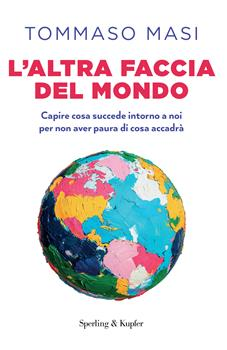 TOMMASO MASI
L'ALTRA FACCIA
DEL MONDO
Capire cosa succede intorno a noi
per non aver paura di cosa accadrà
Sperling & Kupfer